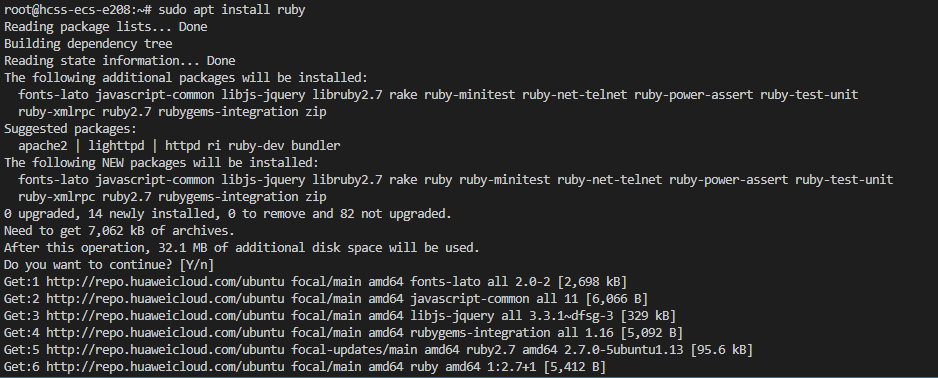 root@hcss-ecs-e208:~# sudo apt install ruby
Reading package lists... Done
Building dependency tree
Reading state information... Done
The following additional packages will be installed:
  fonts-lato javascript-common libjs-jquery libruby2.7 rake ruby-minitest ruby-net-telnet ruby-power-assert ruby-test-unit
  ruby-xmlrpc ruby2.7 rubygems-integration zip
Suggested packages:
  apache2 | lighttpd | httpd ri ruby-dev bundler
The following NEW packages will be installed:
  fonts-lato javascript-common libjs-jquery libruby2.7 rake ruby ruby-minitest ruby-net-telnet ruby-power-assert ruby-test-unit
  ruby-xmlrpc ruby2.7 rubygems-integration zip
0 upgraded, 14 newly installed, 0 to remove and 82 not upgraded.
Need to get 7,062 kB of archives.
After this operation, 32.1 MB of additional disk space will be used.
Do you want to continue? [Y/n]
Get:1 http://repo.huaweicloud.com/ubuntu focal/main amd64 fonts-lato all 2.0-2 [2,698 kB]
Get:2 http://repo.huaweicloud.com/ubuntu focal/main amd64 javascript-common all 11 [6,066 B]
Get:3 http://repo.huaweicloud.com/ubuntu focal/main amd64 libjs-jquery all 3.3.1~dfsg-3 [329 kB]
Get:4 http://repo.huaweicloud.com/ubuntu focal/main amd64 rubygems-integration all 1.16 [5,092 B]
Get:5 http://repo.huaweicloud.com/ubuntu focal-updates/main amd64 ruby2.7 amd64 2.7.0-5ubuntu1.13 [95.6 kB]
Get:6 http://repo.huaweicloud.com/ubuntu focal/main amd64 ruby amd64 1:2.7+1 [5,412 B]